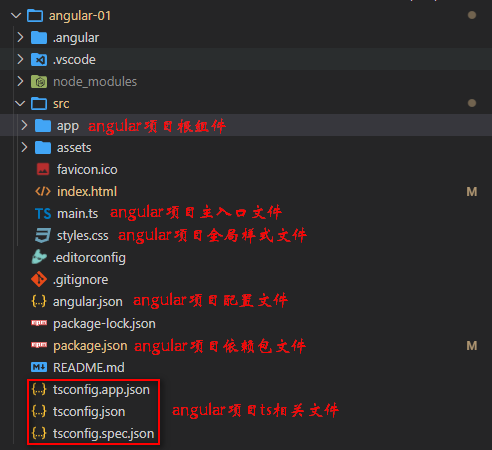 angular-01
.angular
.vscode
node_modules
src
app angular项目根组件
assets
favicon.ico
index.html M
TS main.ts angular项目主入口文件
styles.css angular项目全局样式文件
.editorconfig
.gitignore
{..} angular.json angular项目配置文件
npm package-lock.json
npm package.json angular项目依赖包文件 M
README.md
{..} tsconfig.app.json
{..} tsconfig.json angular项目ts相关文件
{..} tsconfig.spec.json